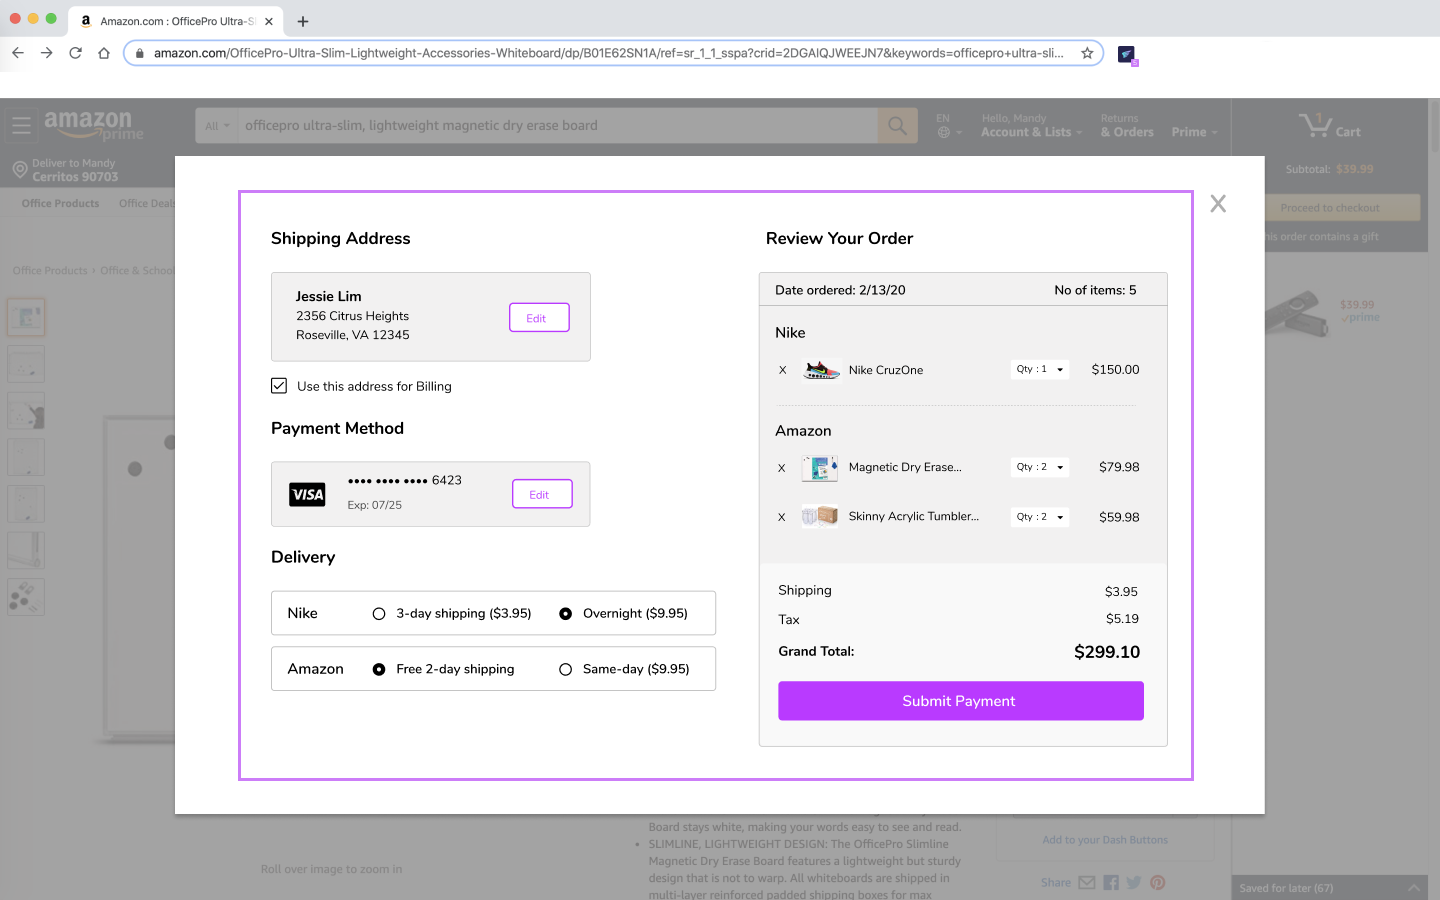 Amazon.com : OfficePro Ultra-Sl
amazon.com/OfficePro-Ultra-Slim-Lightweight-Accessories-Whiteboard/dp/B01E62SN1A/ref=sr_1_1_sspa?crid=2DGAIQJWEEJN7&keywords=officepro+ultra-sli...
amazon
prime
All
officepro ultra-slim, lightweight magnetic dry erase board
EN
Hello, Mandy
Account & Lists
Returns
& Orders
Prime
1
Cart
Deliver to Mandy
Cerritos 90703
Subtotal: $39.99
Office Products
Office Deals
Proceed to checkout
his order contains a gift
Office Products › Office & School
$39.99
prime
X
Shipping Address
Jessie Lim
2356 Citrus Heights
Roseville, VA 12345
Edit
Use this address for Billing
Payment Method
VISA
•••• •••• •••• 6423
Exp: 07/25
Edit
Delivery
Nike
3-day shipping ($3.95)
Overnight ($9.95)
Amazon
Free 2-day shipping
Same-day ($9.95)
Review Your Order
Date ordered: 2/13/20
No of items: 5
Nike
X Nike CruzOne Qty : 1 $150.00
Amazon
X Magnetic Dry Erase... Qty : 2 $79.98
X Skinny Acrylic Tumbler... Qty : 2 $59.98
Shipping $3.95
Tax $5.19
Grand Total: $299.10
Submit Payment
Board stays white, making your words easy to see and read.
• SLIMLINE, LIGHTWEIGHT DESIGN: The OfficePro Slimline
Magnetic Dry Erase Board features a lightweight but sturdy
design that is not to warp. All whiteboards are shipped in
multi-layer reinforced padded shipping boxes for max
Roll over image to zoom in
Add to your Dash Buttons
Share
Saved for later (67)